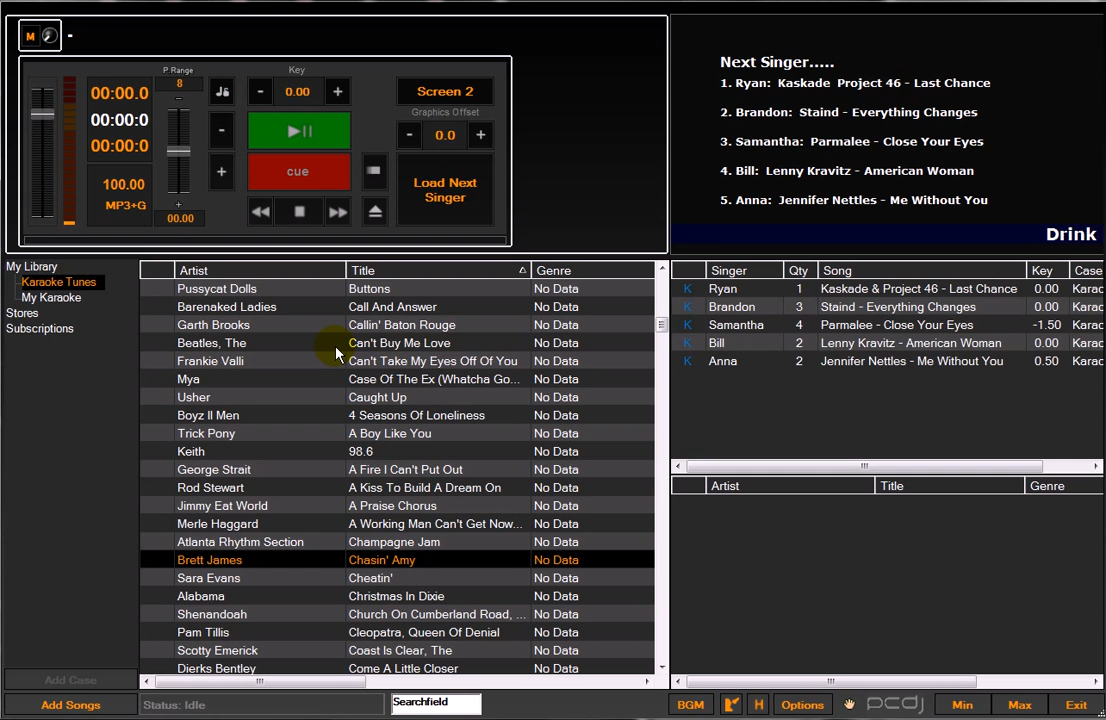 M -
P Range
8
-
+
00.00
00:00.0
00:00:0
00:00:0
100.00
MP3+G
-
+
Key
- 0.00 +
cue
Screen 2
Graphics Offset
- 0.0 +
Load Next
Singer
Next Singer.....
1. Ryan: Kaskade Project 46 - Last Chance
2. Brandon: Staind - Everything Changes
3. Samantha: Parmalee - Close Your Eyes
4. Bill: Lenny Kravitz - American Woman
5. Anna: Jennifer Nettles - Me Without You
Drink
My Library
Karaoke Tunes
My Karaoke
Stores
Subscriptions
Artist Title Genre
Pussycat Dolls Buttons No Data
Barenaked Ladies Call And Answer No Data
Garth Brooks Callin' Baton Rouge No Data
Beatles, The Can't Buy Me Love No Data
Frankie Valli Can't Take My Eyes Off Of You No Data
Mya Case Of The Ex (Whatcha Go... No Data
Usher Caught Up No Data
Boyz II Men 4 Seasons Of Loneliness No Data
Trick Pony A Boy Like You No Data
Keith 98.6 No Data
George Strait A Fire I Can't Put Out No Data
Rod Stewart A Kiss To Build A Dream On No Data
Jimmy Eat World A Praise Chorus No Data
Merle Haggard A Working Man Can't Get Now... No Data
Atlanta Rhythm Section Champagne Jam No Data
Brett James Chasin' Amy No Data
Sara Evans Cheatin' No Data
Alabama Christmas In Dixie No Data
Shenandoah Church On Cumberland Road, ... No Data
Pam Tillis Cleopatra, Queen Of Denial No Data
Scotty Emerick Coast Is Clear, The No Data
Dierks Bentley Come A Little Closer No Data
Singer Qty Song Key Case
K Ryan 1 Kaskade & Project 46 - Last Chance 0.00 Karac
K Brandon 3 Staind - Everything Changes 0.00 Karac
K Samantha 4 Parmalee - Close Your Eyes -1.50 Karac
K Bill 2 Lenny Kravitz - American Woman 0.00 Karac
K Anna 2 Jennifer Nettles - Me Without You 0.50 Karac
Artist Title Genre
Add Case
Add Songs
Status: Idle
Searchfield
BGM H Options pcdj Min Max Exit